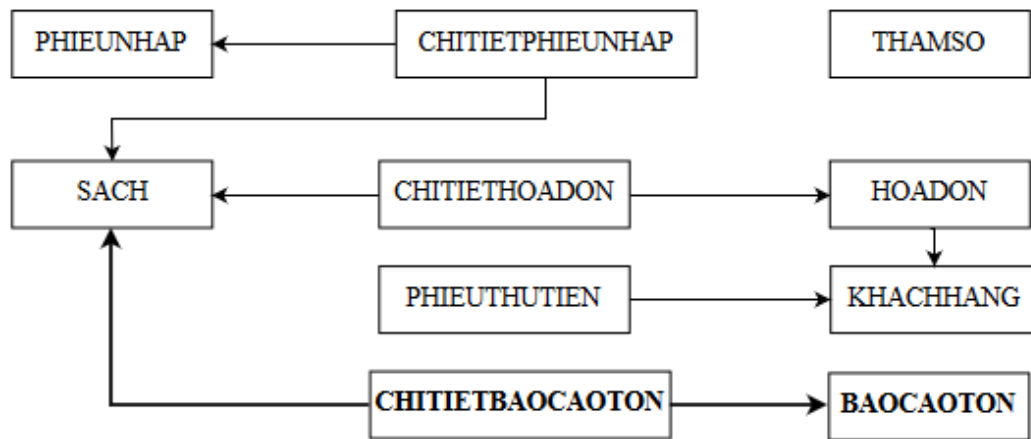 PHIEUNHAP
CHITIETPHIEUNHAP
THAMSO
SACH
CHITIETHOADON
HOADON
PHIEUTHUTIEN
KHACHHANG
CHITIETBAOCAOTON
BAOCAOTON